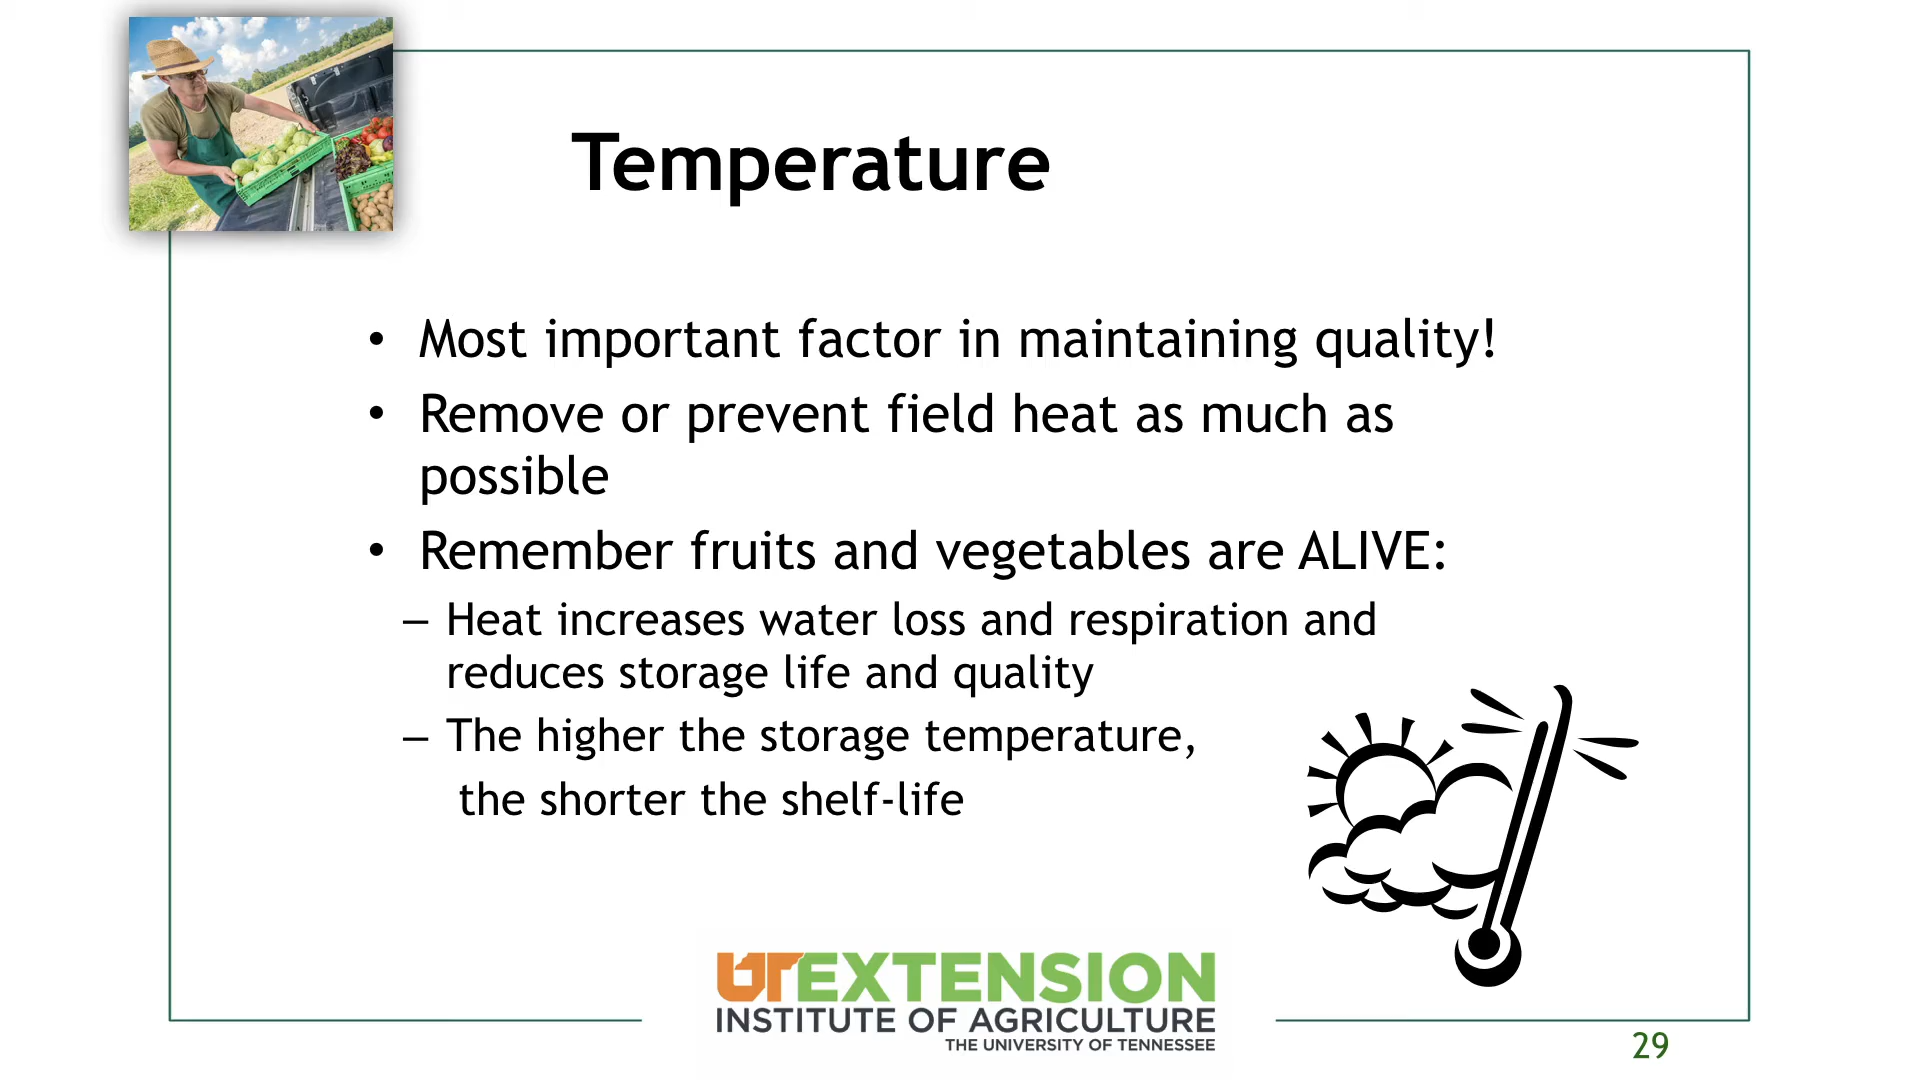 Temperature
• Most important factor in maintaining quality!
• Remove or prevent field heat as much as
possible
• Remember fruits and vegetables are ALIVE:
– Heat increases water loss and respiration and
reduces storage life and quality
– The higher the storage temperature,
the shorter the shelf-life
UTEXTENSION
INSTITUTE OF AGRICULTURE
THE UNIVERSITY OF TENNESSEE
29